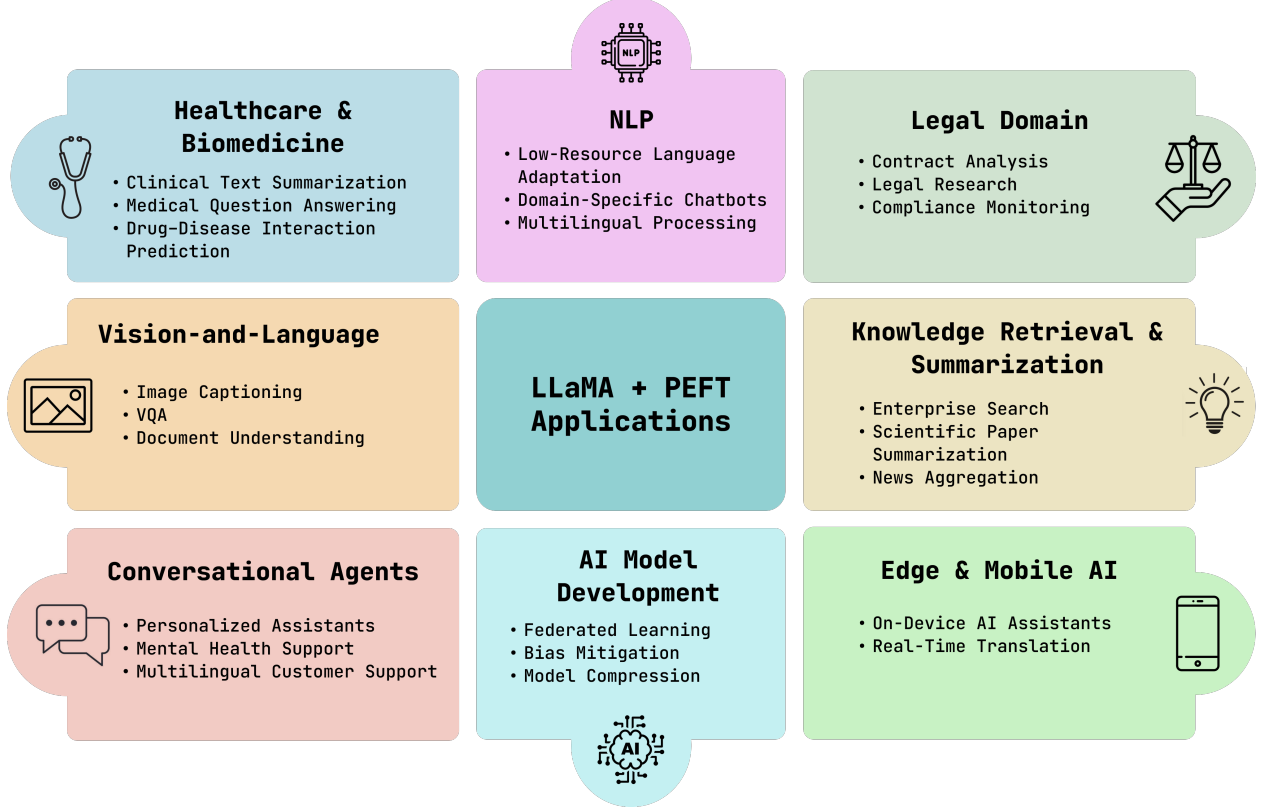 NLP
Healthcare &
Biomedicine
• Clinical Text Summarization
• Medical Question Answering
• Drug–Disease Interaction
Prediction
NLP
• Low-Resource Language
Adaptation
• Domain-Specific Chatbots
• Multilingual Processing
Legal Domain
• Contract Analysis
• Legal Research
• Compliance Monitoring
Vision-and-Language
• Image Captioning
• VQA
• Document Understanding
LLaMA + PEFT
Applications
Knowledge Retrieval &
Summarization
• Enterprise Search
• Scientific Paper
Summarization
• News Aggregation
Conversational Agents
• Personalized Assistants
• Mental Health Support
• Multilingual Customer Support
AI Model
Development
• Federated Learning
• Bias Mitigation
• Model Compression
AI
Edge & Mobile AI
• On-Device AI Assistants
• Real-Time Translation